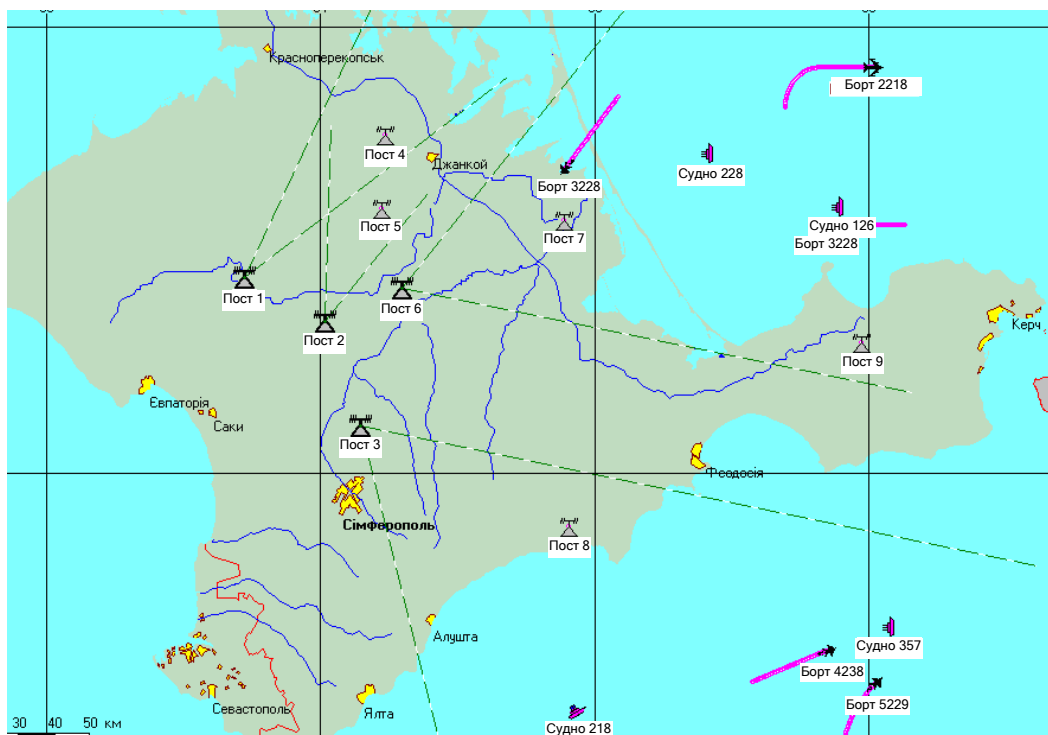 Красноперекопськ
Борт 2218
Пост 4
Джанкой
Судно 228
Борт 3228
Пост 5
Судно 126
Пост 7
Борт 3228
Пост 1
Пост 6
Пост 2
Керч
Пост 9
Євпаторія
Саки
Пост 3
Феодосія
Сімферополь
Пост 8
Алушта
Судно 357
Борт 4238
Севастополь
Ялта
Борт 5229
30 40 50 км
Судно 218